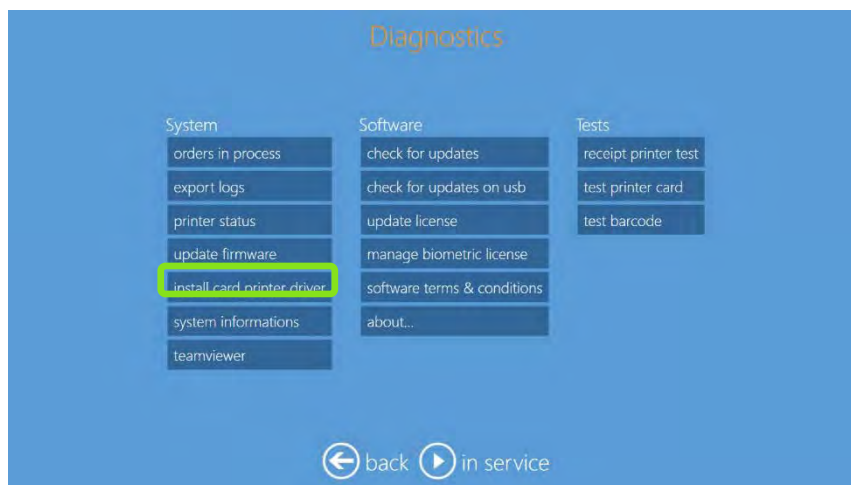 Diagnostics
System
orders in process
export logs
printer status
update firmware
install card printer driver
system informations
teamviewer
Software
check for updates
check for updates on usb
update license
manage biometric license
software terms & conditions
about...
Tests
receipt printer test
test printer card
test barcode
back in service